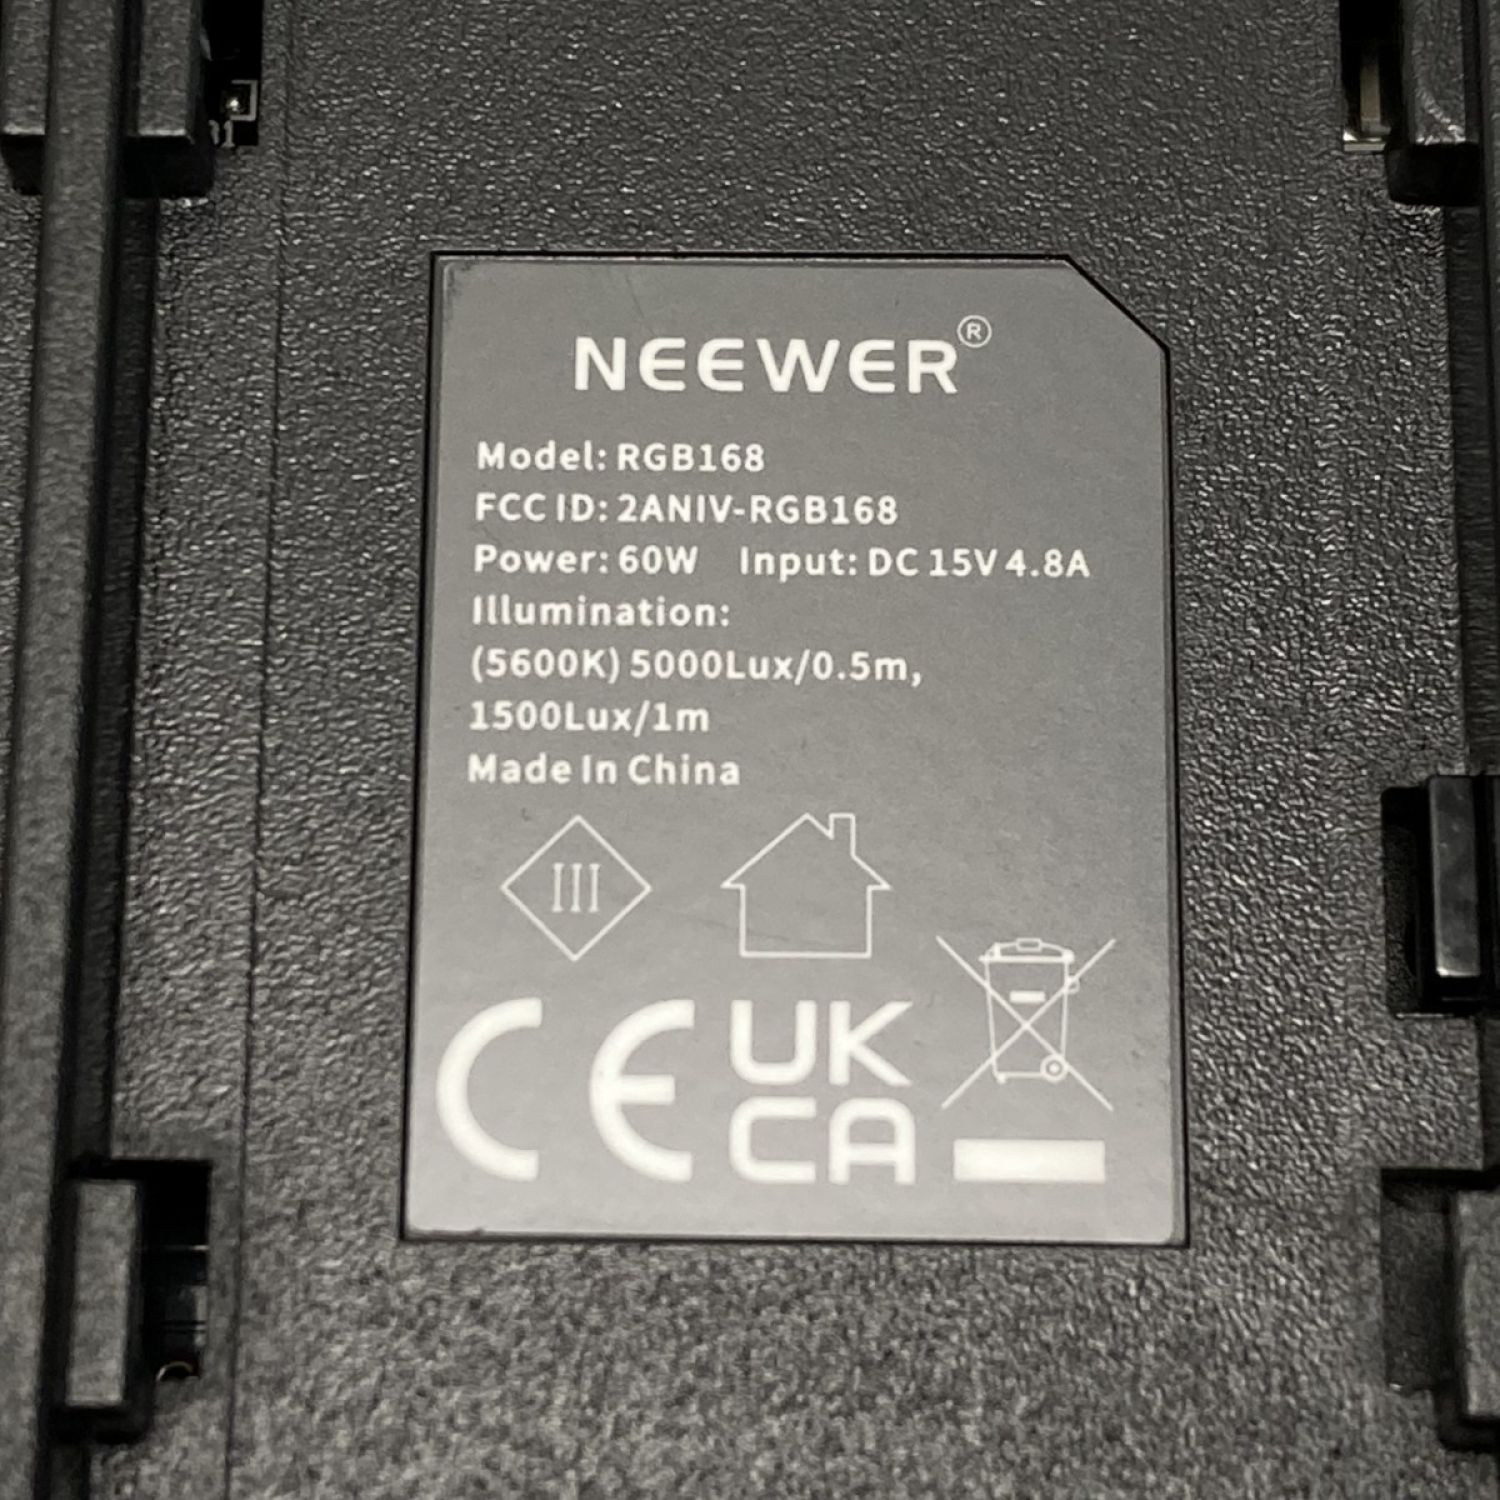 NEEWER®
Model: RGB168
FCC ID: 2ANIV-RGB168
Power: 60W Input: DC 15V 4.8A
Illumination:
(5600K) 5000Lux/0.5m,
1500Lux/1m
Made In China
III
CE
UK
CA